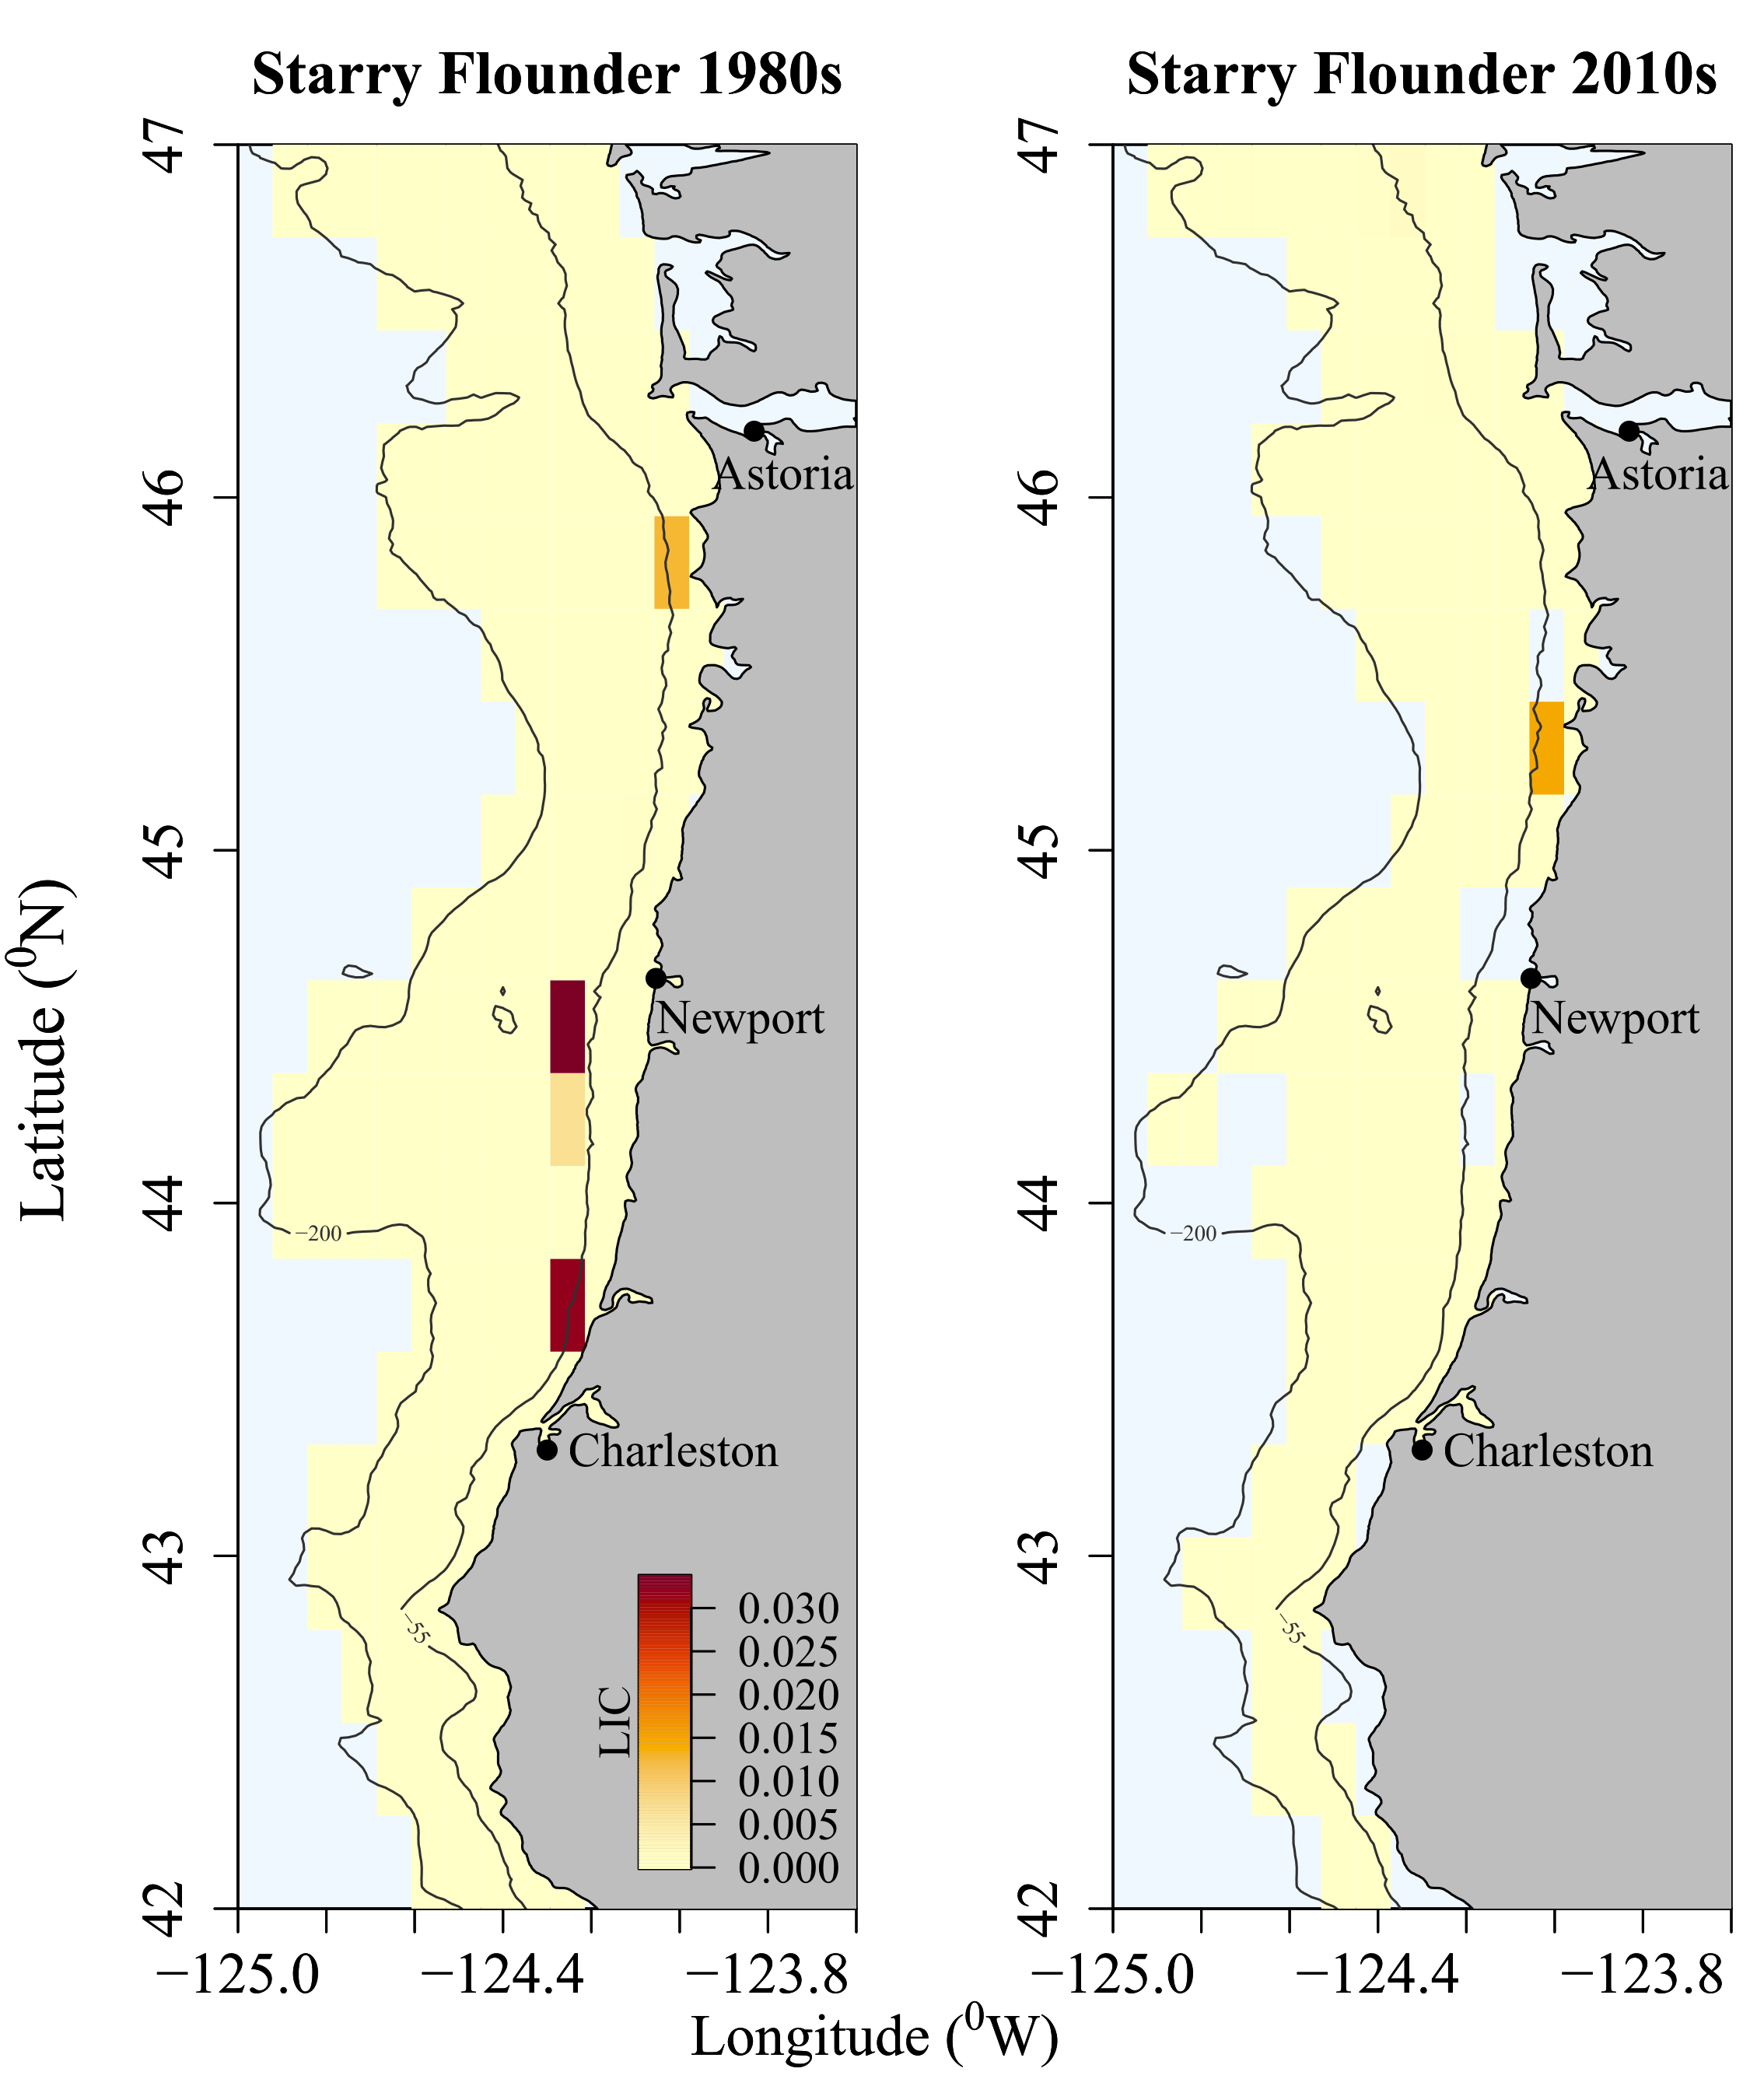 Starry Flounder 1980s
Starry Flounder 2010s
47
46
45
44
43
42
Latitude (⁰N)
Astoria
Newport
Charleston
−200
−55
LIC
0.030
0.025
0.020
0.015
0.010
0.005
0.000
−125.0
−124.4
−123.8
47
46
45
44
43
42
Astoria
Newport
Charleston
−200
−55
−125.0
−124.4
−123.8
Longitude (⁰W)